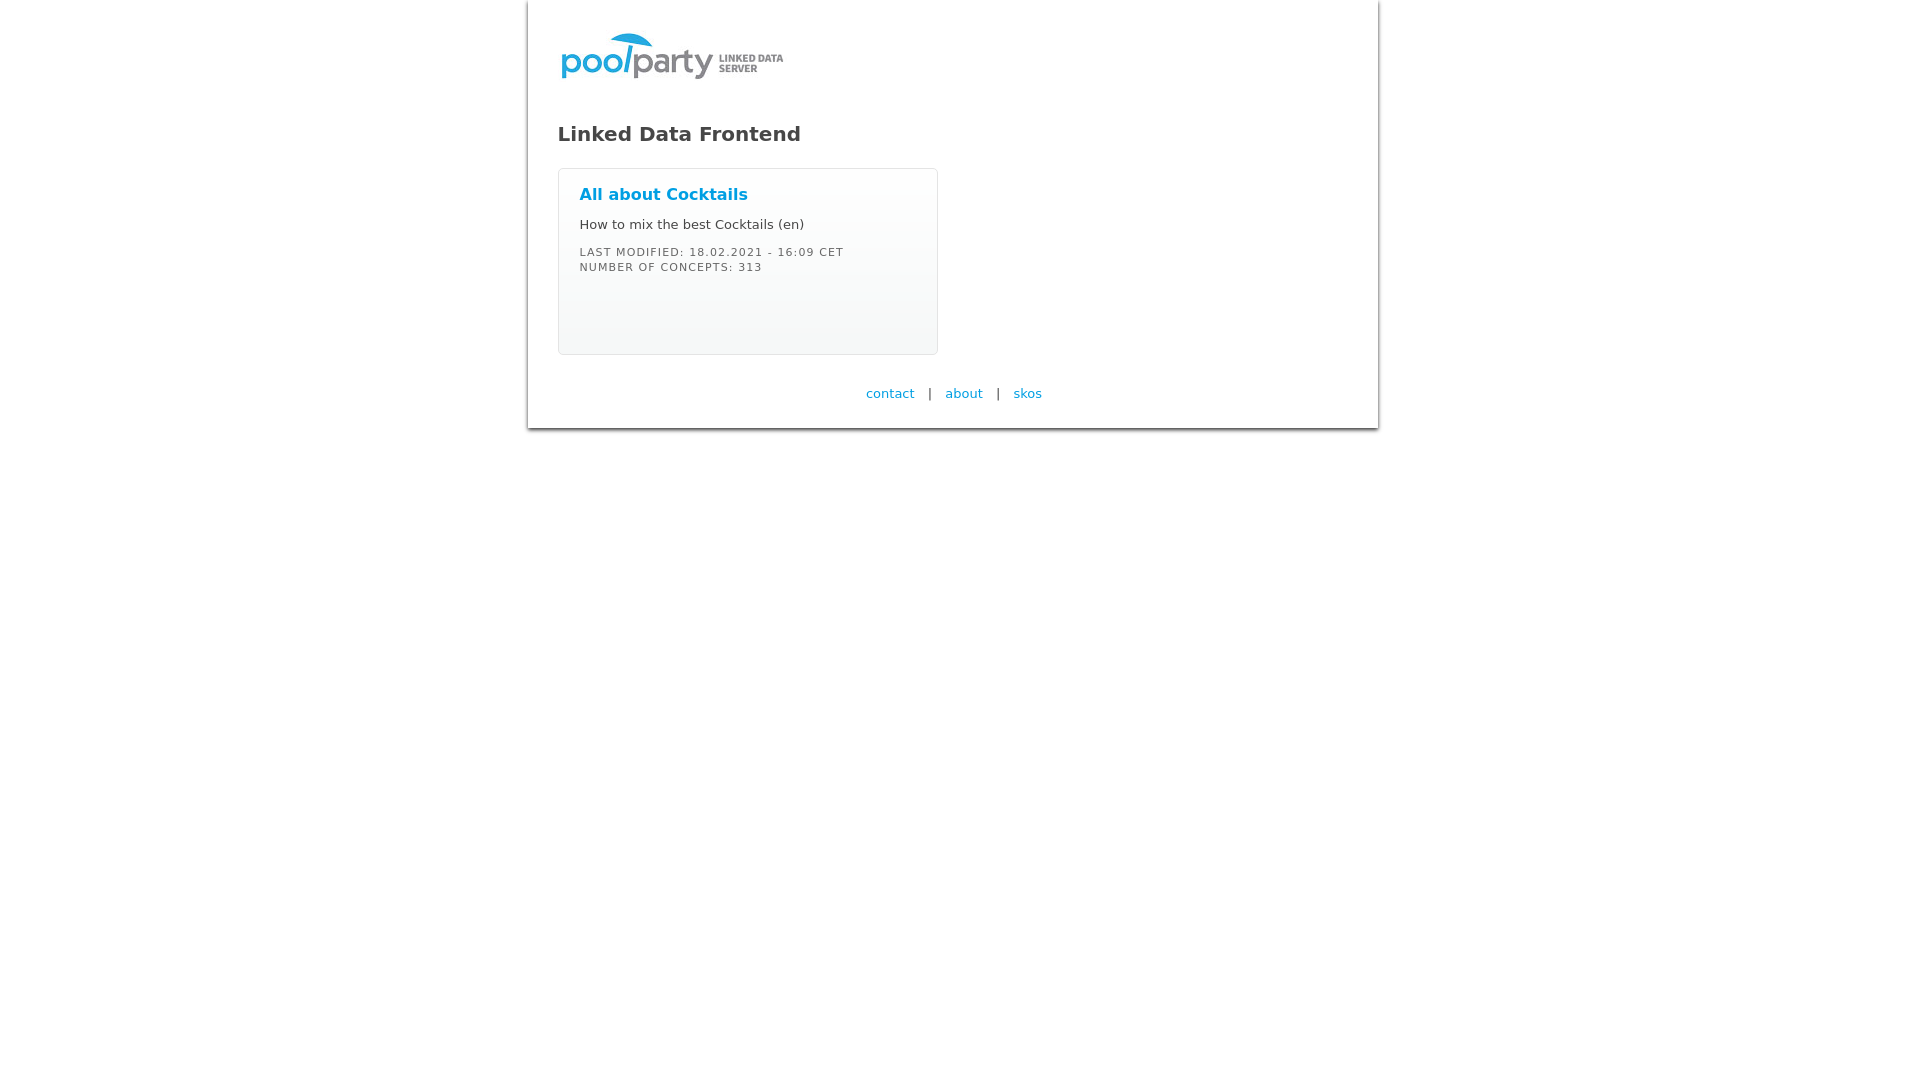 poolparty LINKED DATA
SERVER
Linked Data Frontend
All about Cocktails
How to mix the best Cocktails (en)
LAST MODIFIED: 18.02.2021 - 16:09 CET
NUMBER OF CONCEPTS: 313
contact | about | skos